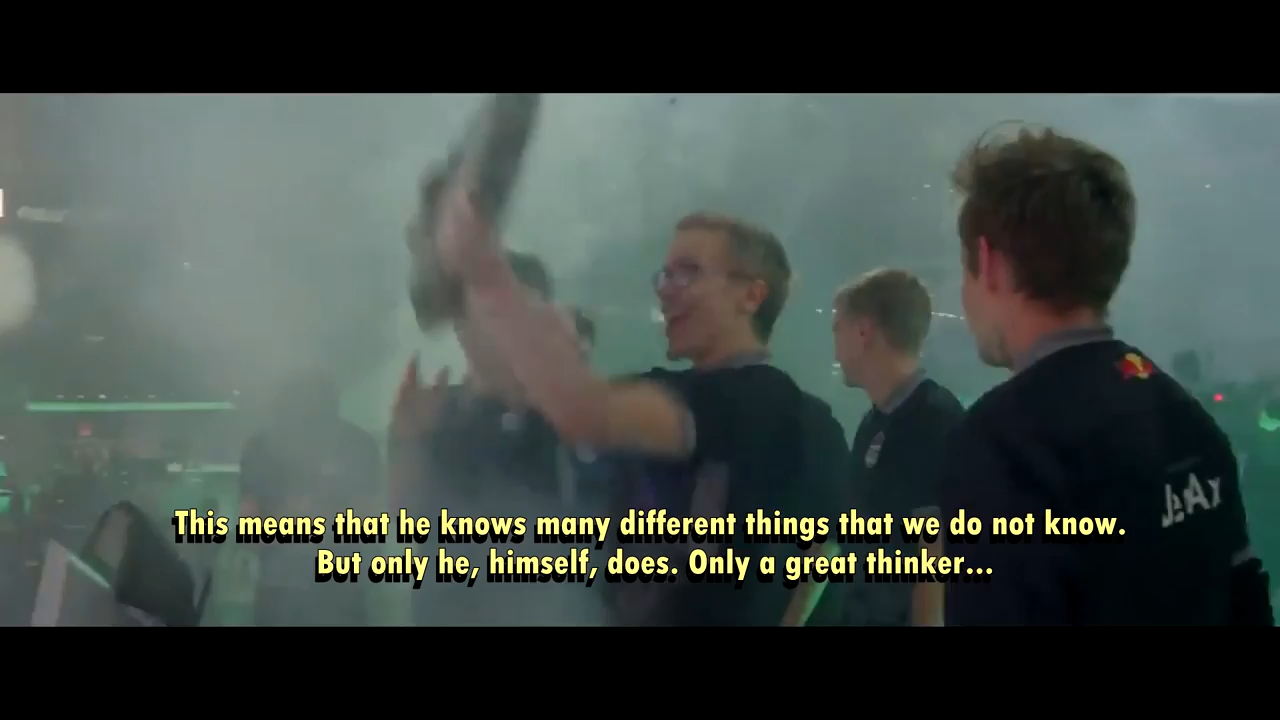 This means that he knows many different things that we do not know.
But only he, himself, does. Only a great thinker...
JerAx